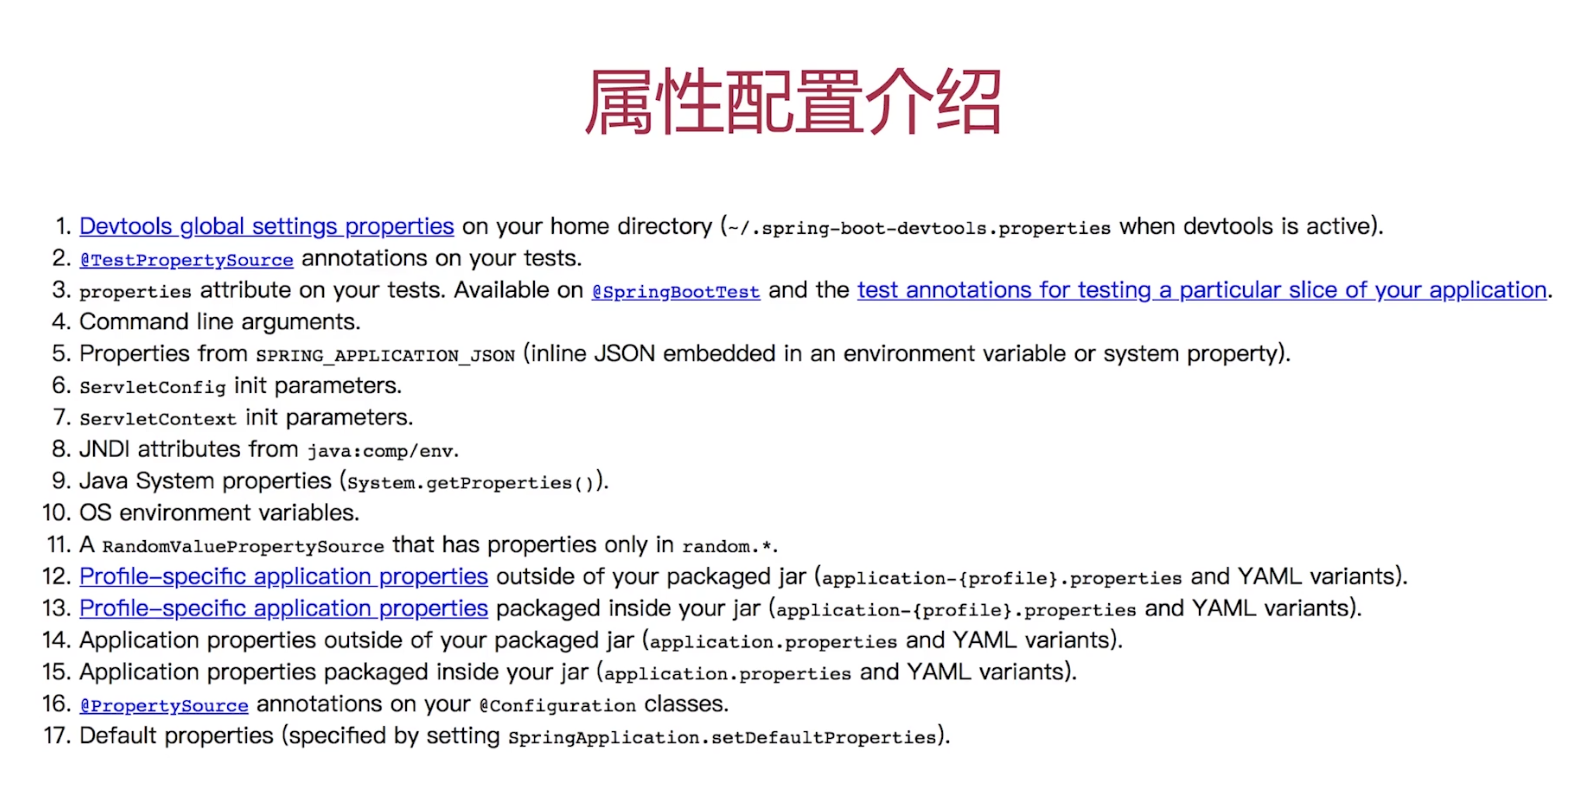 属性配置介绍
1. Devtools global settings properties on your home directory (~/.spring-boot-devtools.properties when devtools is active).
2. @TestPropertySource annotations on your tests.
3. properties attribute on your tests. Available on @SpringBootTest and the test annotations for testing a particular slice of your application.
4. Command line arguments.
5. Properties from SPRING_APPLICATION_JSON (inline JSON embedded in an environment variable or system property).
6. ServletConfig init parameters.
7. ServletContext init parameters.
8. JNDI attributes from java:comp/env.
9. Java System properties (System.getProperties()).
10. OS environment variables.
11. A RandomValuePropertySource that has properties only in random.*.
12. Profile-specific application properties outside of your packaged jar (application-{profile}.properties and YAML variants).
13. Profile-specific application properties packaged inside your jar (application-{profile}.properties and YAML variants).
14. Application properties outside of your packaged jar (application.properties and YAML variants).
15. Application properties packaged inside your jar (application.properties and YAML variants).
16. @PropertySource annotations on your @Configuration classes.
17. Default properties (specified by setting SpringApplication.setDefaultProperties).